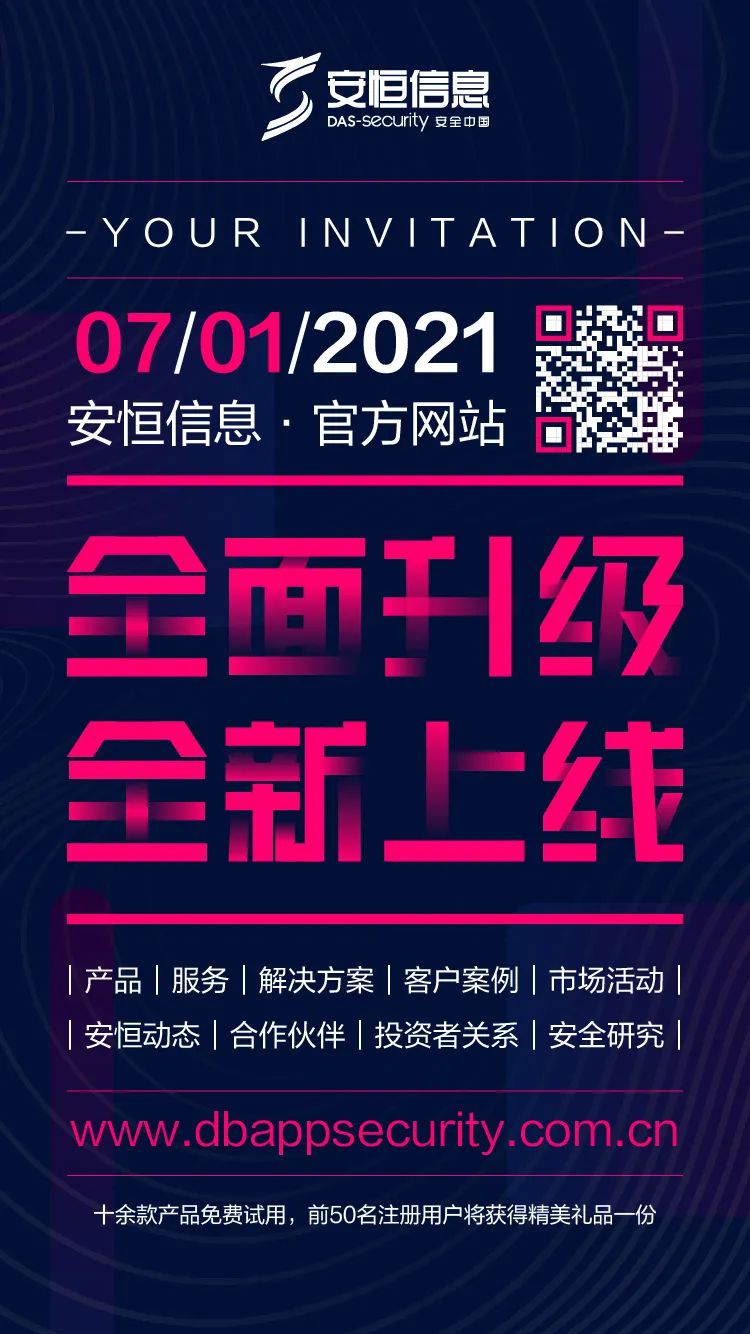 安恒信息
DAS-security 安全中国
-YOUR INVITATION-
07/01/2021
安恒信息 · 官方网站
全面升级
全新上线
| 产品 | 服务 | 解决方案 | 客户案例 | 市场活动 |
| 安恒动态 | 合作伙伴 | 投资者关系 | 安全研究 |
www.dbappsecurity.com.cn
十余款产品免费试用，前50名注册用户将获得精美礼品一份